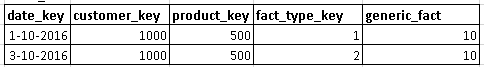 date_key customer_key product_key fact_type_key generic_fact
1-10-2016 1000 500 1 10
3-10-2016 1000 500 2 10